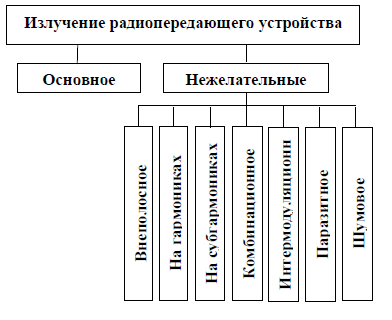 Излучение радиопередающего устройства
Основное
Нежелательные
Внеполосное
На гармониках
На субгармониках
Комбинационное
Интермодуляционн
Паразитное
Шумовое